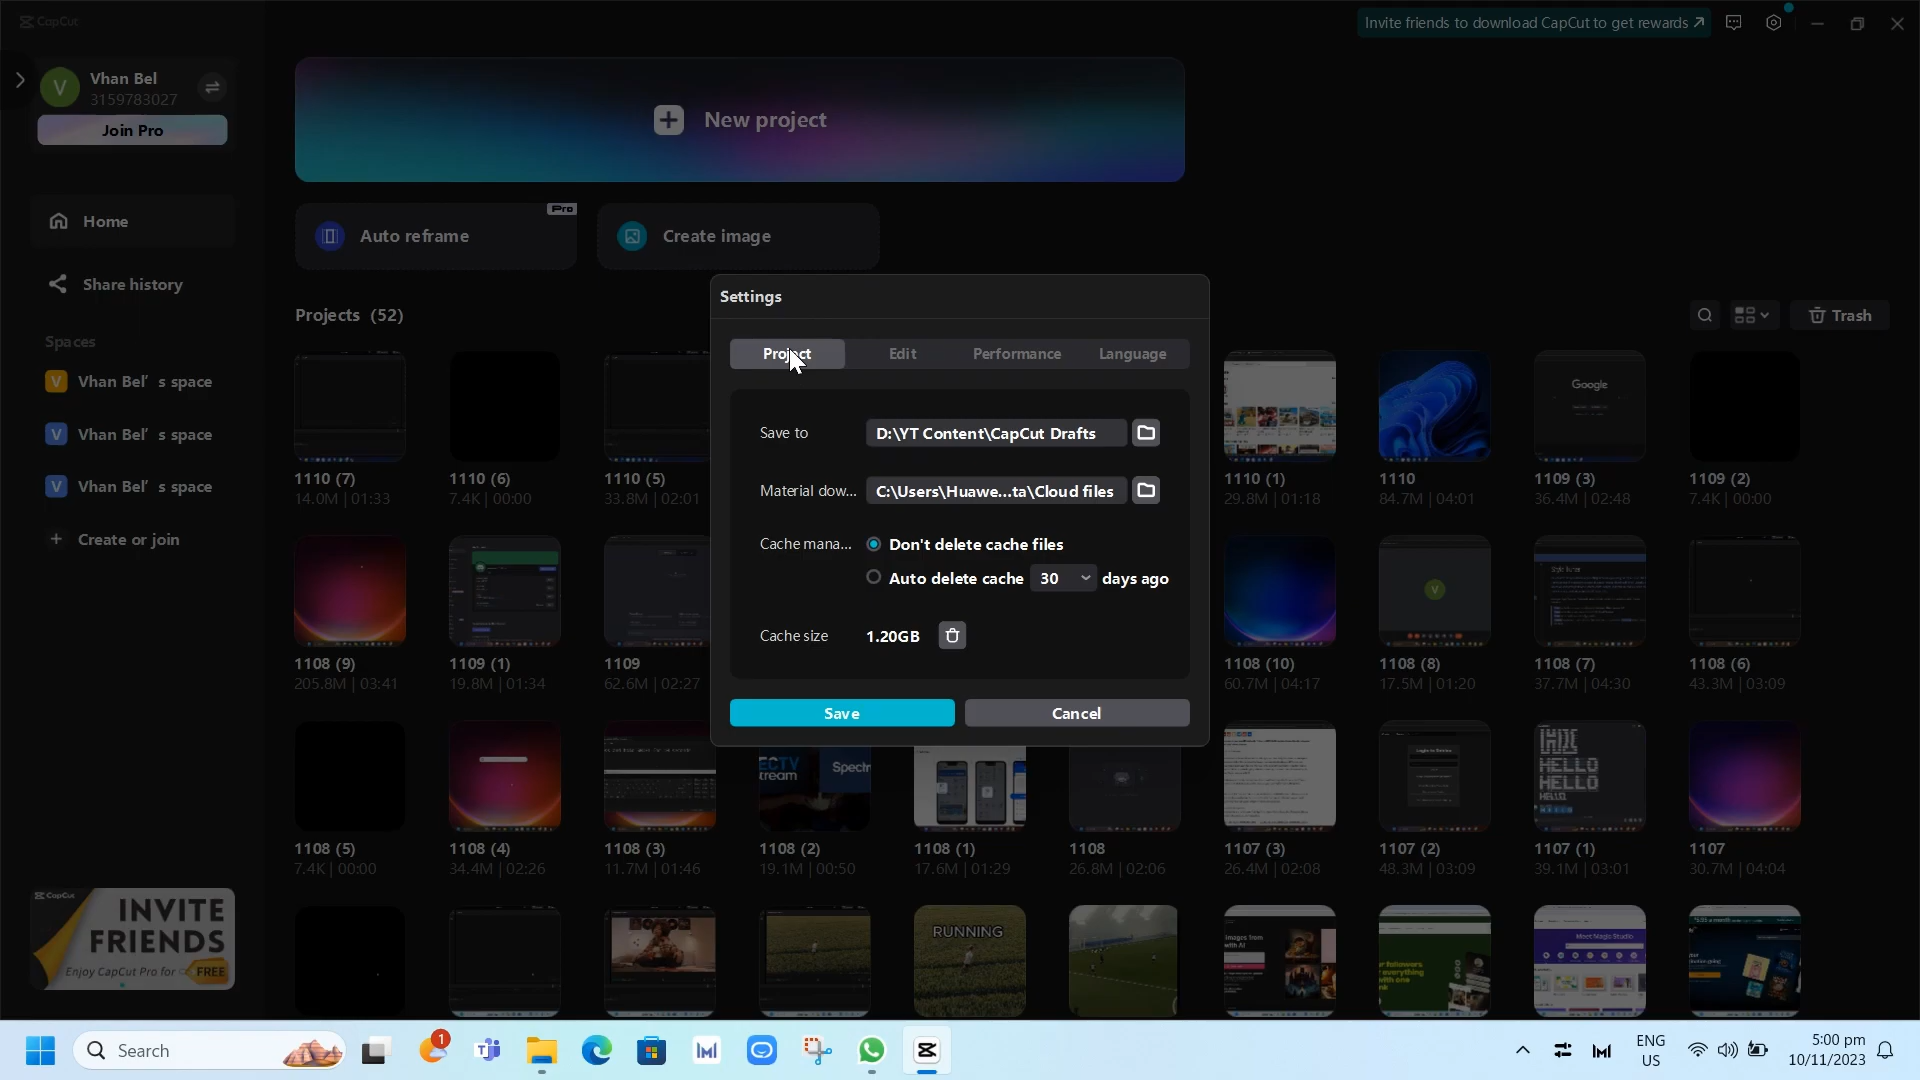 CapCut
Invite friends to download CapCut to get rewards
V
Vhan Bel
3159783027
Join Pro
New project
Home
Share history
Spaces
V Vhan Bel's space
V Vhan Bel's space
V Vhan Bel's space
+ Create or join
Pro
Auto reframe
Create image
Projects (52)
Trash
Settings
Project Edit Performance Language
Save to D:\YT Content\CapCut Drafts
Material dow... C:\Users\Huawe...ta\Cloud files
Cache mana... Don't delete cache files
Auto delete cache 30 days ago
Cache size 1.20GB
Save Cancel
Google
1110 (7) 1110 (6) 1110 (5) 1110 (1) 1110 1109 (3) 1109 (2)
14.0M | 01:33 7.4K | 00:00 33.8M | 02:01 29.8M | 01:18 84.7M | 04:01 36.4M | 02:48 7.4K | 00:00
V
1108 (9) 1109 (1) 1109 1108 (10) 1108 (8) 1108 (7) 1108 (6)
205.8M | 03:41 19.8M | 01:34 62.6M | 02:27 60.7M | 04:17 17.5M | 01:20 37.7M | 04:30 43.3M | 03:09
ECTV
tream
Spectr
HELLO
HELLO
HELLO
1108 (5) 1108 (4) 1108 (3) 1108 (2) 1108 (1) 1108 1107 (3) 1107 (2) 1107 (1) 1107
7.4K | 00:00 34.4M | 02:26 11.7M | 01:46 19.1M | 00:50 17.6M | 01:29 26.8M | 02:06 26.4M | 02:08 48.3M | 03:09 39.1M | 03:01 30.7M | 04:04
CapCut
INVITE
FRIENDS
Enjoy CapCut Pro for FREE
RUNNING
Meet Magic Studio
Search
1
ENG
US
5:00 pm
10/11/2023